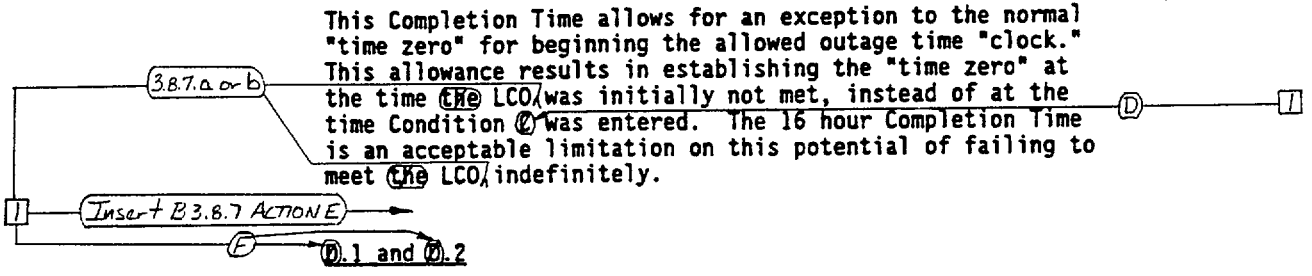 This Completion Time allows for an exception to the normal
"time zero" for beginning the allowed outage time "clock."
This allowance results in establishing the "time zero" at
3.8.7.a or b
the time the LCO was initially not met, instead of at the
D
1
time Condition C was entered. The 16 hour Completion Time
is an acceptable limitation on this potential of failing to
meet the LCO indefinitely.
1
Insert B 3.8.7 ACTION E
F
D.1 and D.2